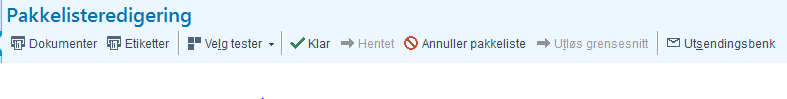 Pakkelisteredigering
Dokumenter Etiketter Velg tester Klar Hentet Annuller pakkeliste Utløs grensesnitt Utsendingsbenk